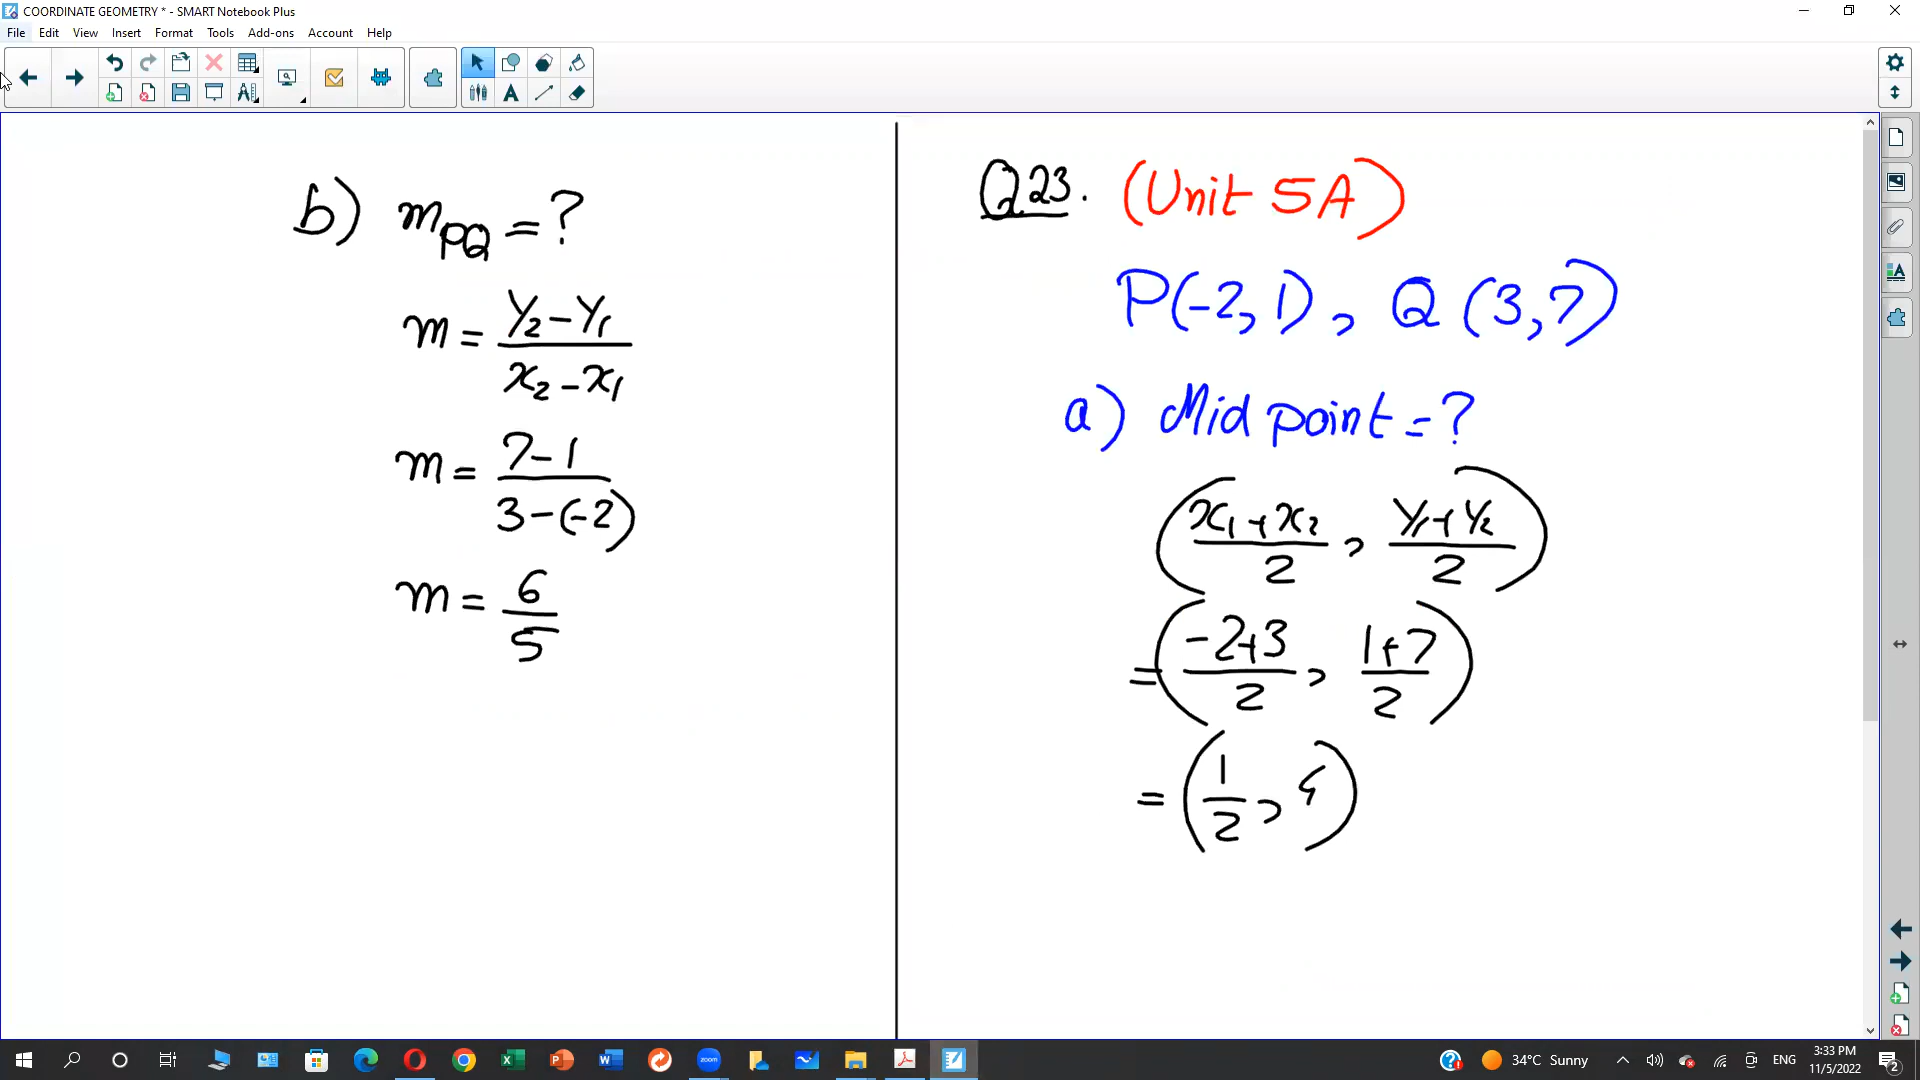 COORDINATE GEOMETRY * - SMART Notebook Plus
File Edit View Insert Format Tools Add-ons Account Help
b) m_PQ = ?
m = (y₂ - y₁)/(x₂ - x₁)
m = (7 - 1)/(3 - (-2))
m = 6/5
Q23. (Unit 5A)
P(-2, 1), Q (3, 7)
a) Mid point = ?
((x₁ + x₂)/2, (y₁ + y₂)/2)
= ((-2+3)/2, (1+7)/2)
= (1/2, 4)
zoom
34°C Sunny
ENG
3:33 PM
11/5/2022
2